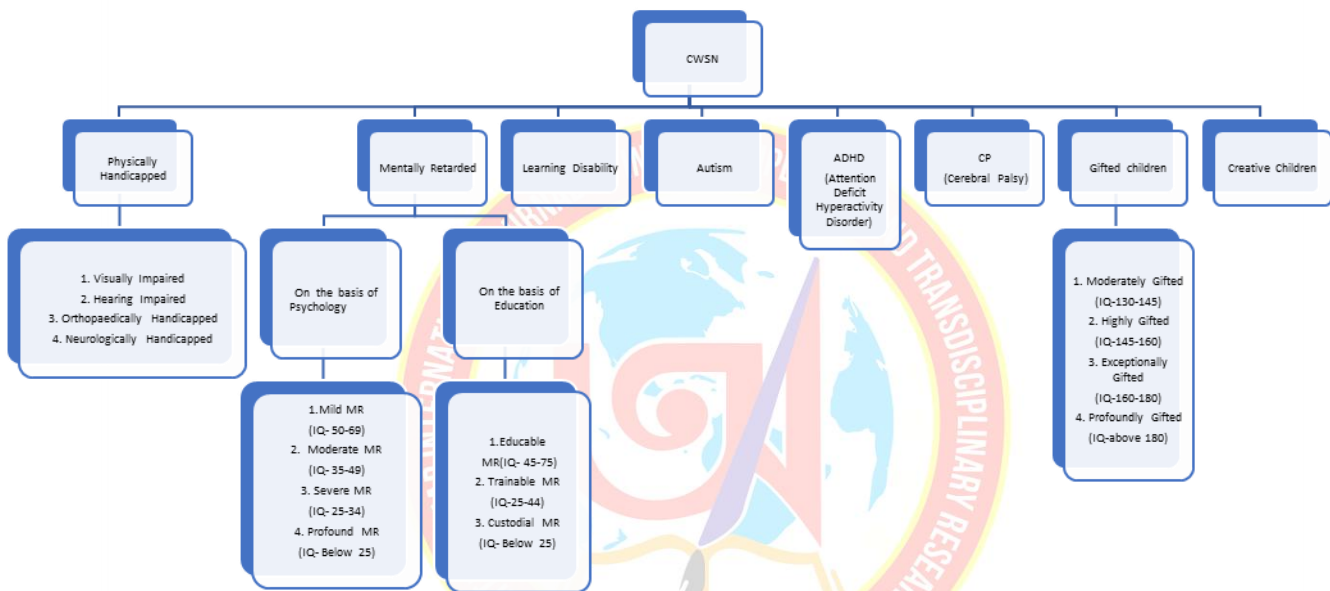 CWSN
Physically
Handicapped
Mentally Retarded
Learning Disability
Autism
ADHD
(Attention
Deficit
Hyperactivity
Disorder)
CP
(Cerebral Palsy)
Gifted children
Creative Children
1. Visually Impaired
2. Hearing Impaired
3. Orthopaedically Handicapped
4. Neurologically Handicapped
On the basis of
Psychology
On the basis of
Education
1. Mild MR
(IQ- 50-69)
2. Moderate MR
(IQ- 35-49)
3. Severe MR
(IQ- 25-34)
4. Profound MR
(IQ- Below 25)
1. Educable
MR(IQ- 45-75)
2. Trainable MR
(IQ-25-44)
3. Custodial MR
(IQ- Below 25)
1. Moderately Gifted
(IQ-130-145)
2. Highly Gifted
(IQ-145-160)
3. Exceptionally
Gifted
(IQ-160-180)
4. Profoundly Gifted
(IQ-above 180)
TRANSDISCIPLINARY